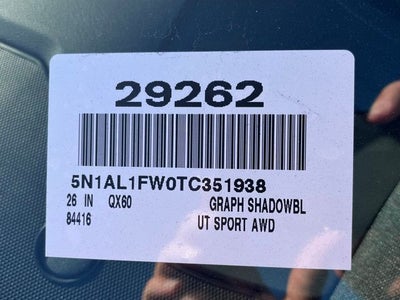 29262
5N1AL1FW0TC351938
26 IN QX60 GRAPH SHADOWBL
84416 UT SPORT AWD